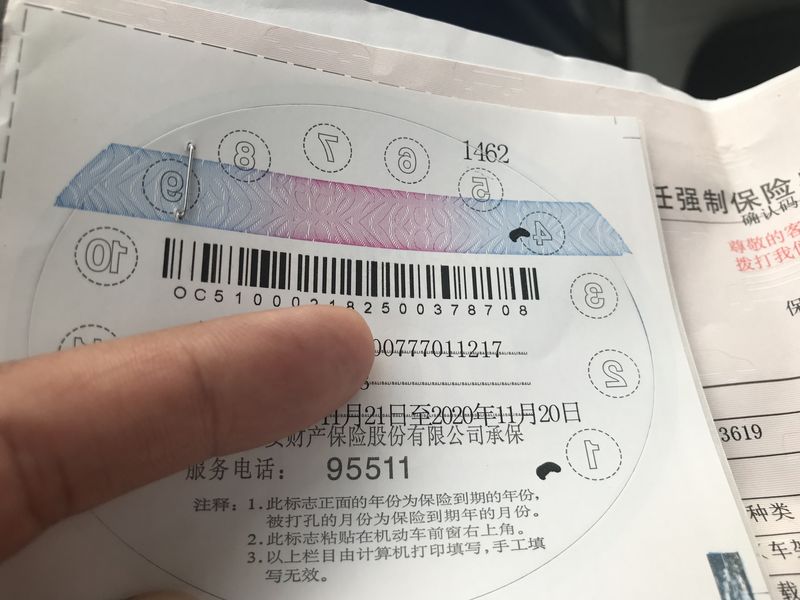 7
8
6
1462
5
9
4
任强制保险
确认码
尊敬的客
拨打我们
10
3
OC510002182500378708
00777011217
2
11月21日至2020年11月20日
安财产保险股份有限公司承保
1
3619
服务电话： 95511
注释：1.此标志正面的年份为保险到期的年份，
被打孔的月份为保险到期年的月份。
2.此标志粘贴在机动车前窗右上角。
3.以上栏目由计算机打印填写，手工填
写无效。
种类
车驾
载